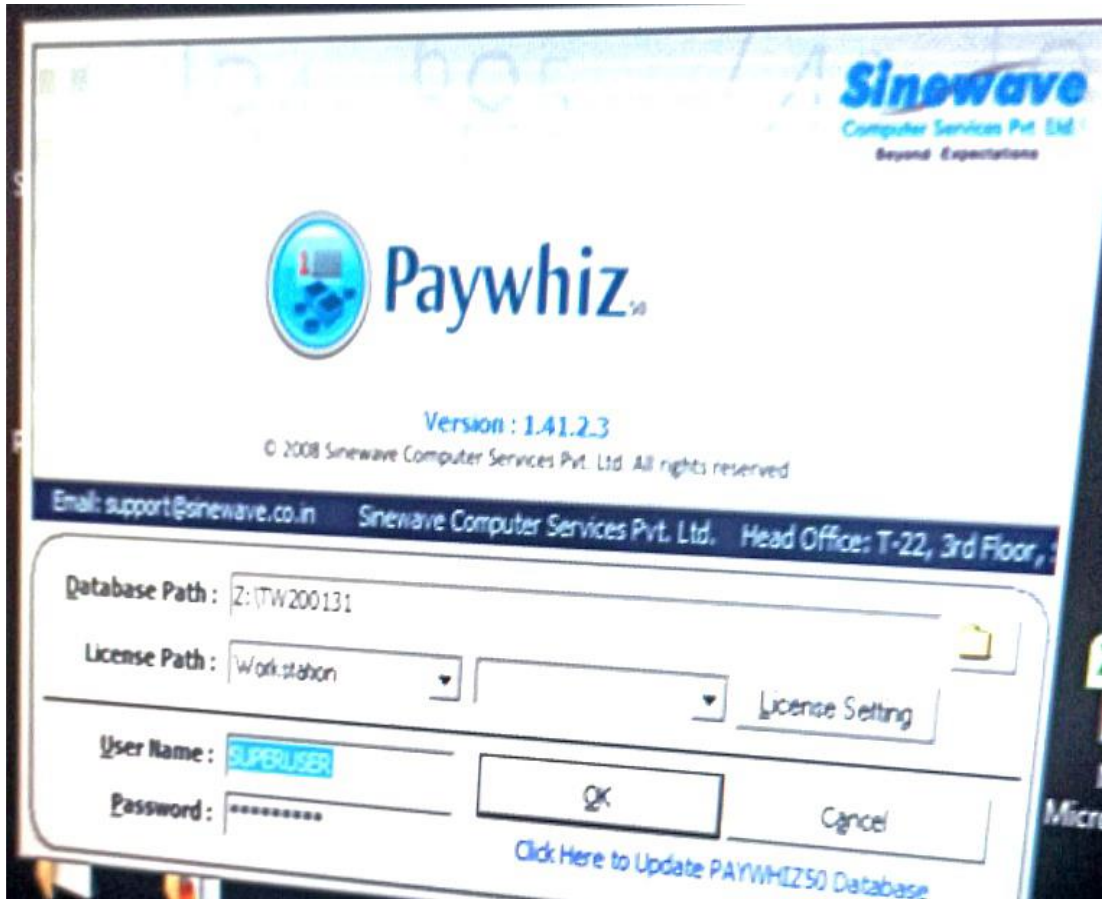 Sinewave
Computer Services Pvt. Ltd.
Beyond Expectations
Paywhiz 50
Version : 1.41.2.3
© 2008 Sinewave Computer Services Pvt. Ltd. All rights reserved
Email: support@sinewave.co.in Sinewave Computer Services Pvt. Ltd. Head Office: T-22, 3rd Floor,
Database Path : Z:\TW200131
License Path : Workstation License Setting
User Name : SUPERUSER
OK Cancel
Password : *********
Click Here to Update PAYWHIZ50 Database
Micr